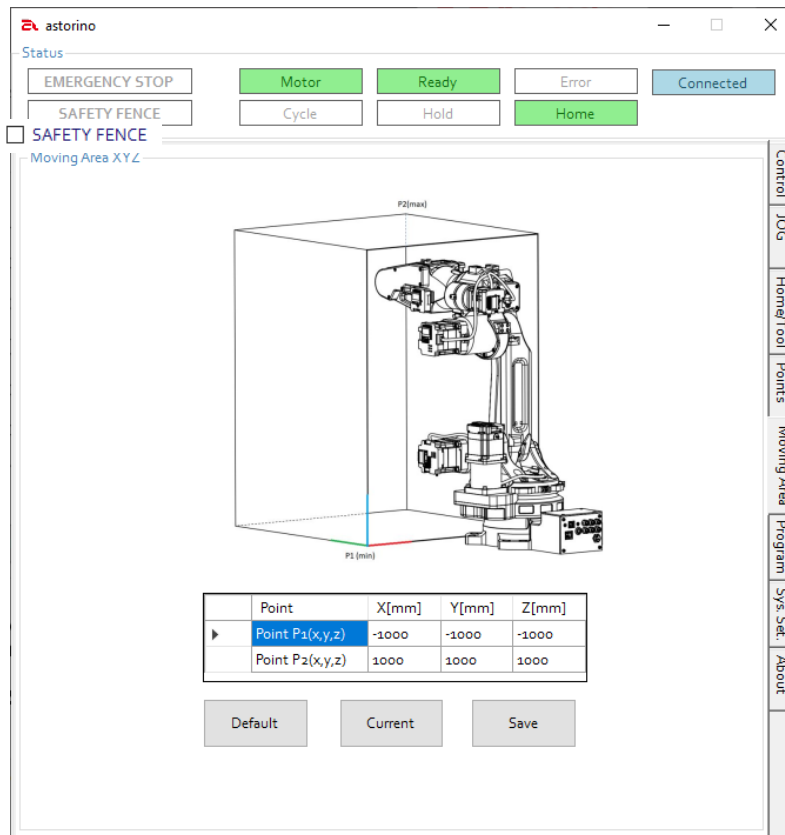 astorino
Status
EMERGENCY STOP Motor Ready Error Connected
SAFETY FENCE Cycle Hold Home
SAFETY FENCE
Moving Area XYZ
P2(max)
P1 (min)
Point X[mm] Y[mm] Z[mm]
Point P1(x,y,z) -1000 -1000 -1000
Point P2(x,y,z) 1000 1000 1000
Default Current Save
Control
JOG
Home/Tool
Points
Moving Area
Program
Sys. Set.
About